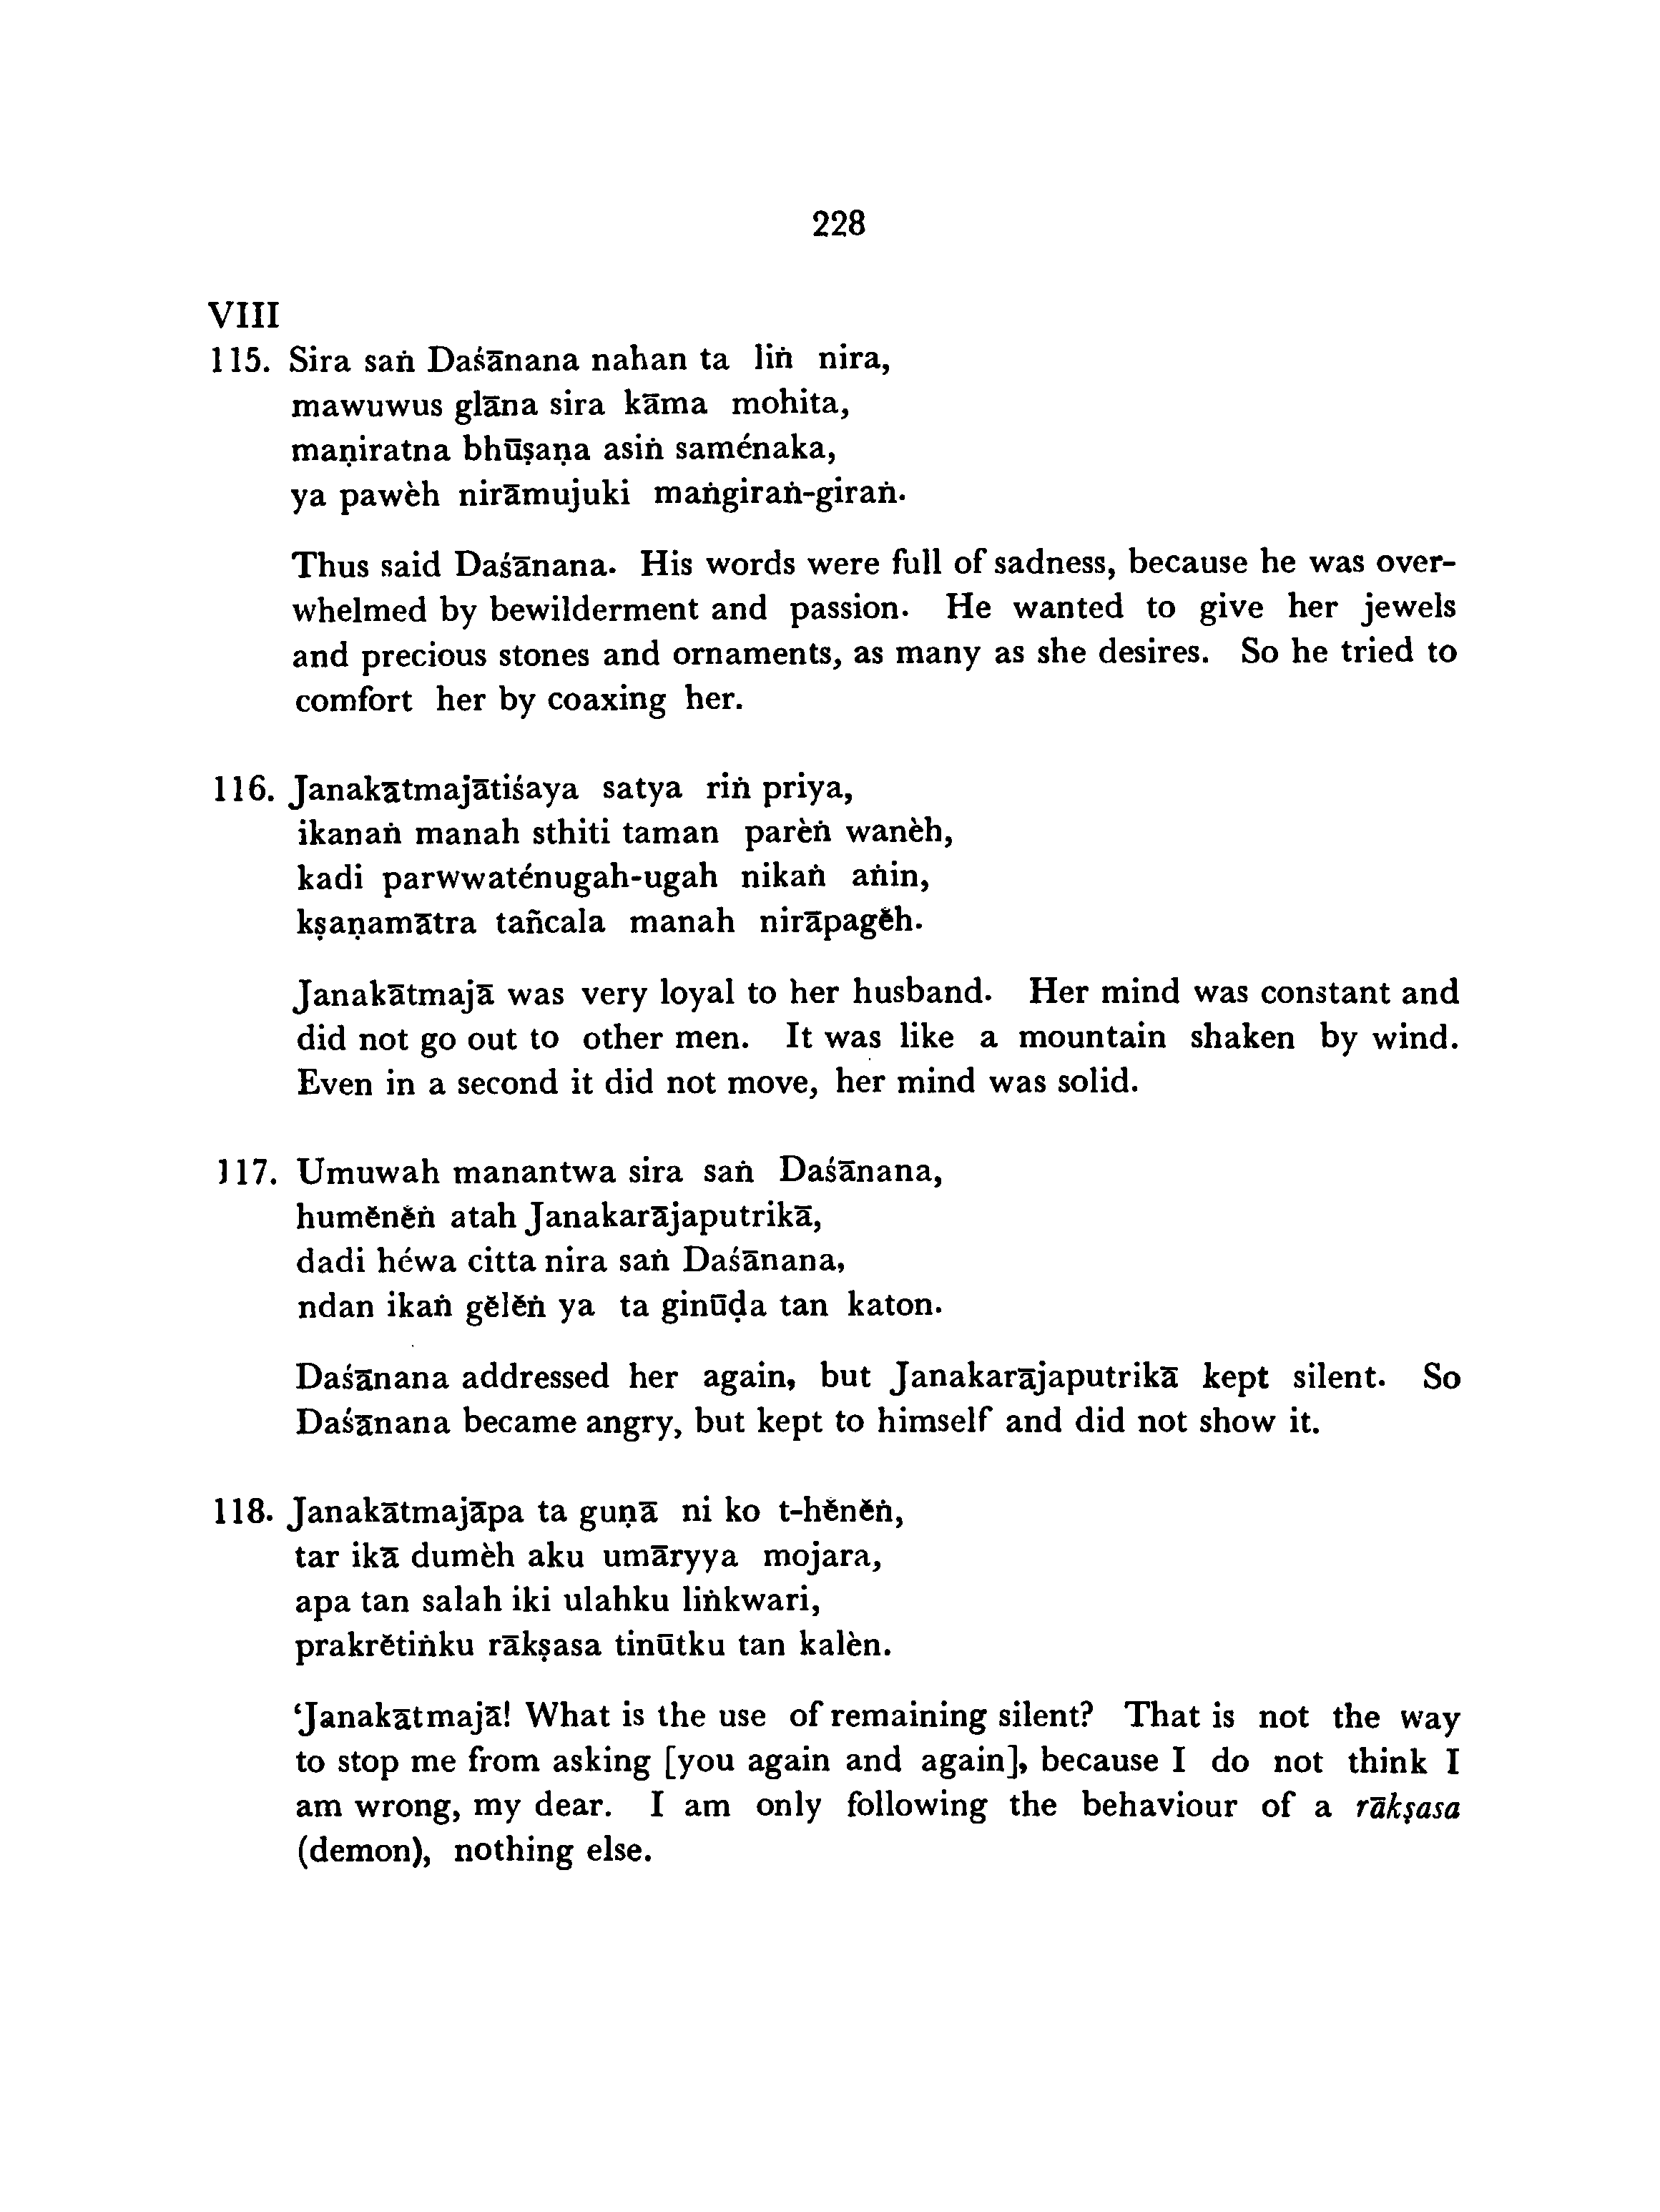 228
VIII
115. Sira saṅ Daśānana nahan ta liṅ nira,
mawuwus glāna sira kāma mohita,
maṇiratna bhūṣaṇa asiṅ saménaka,
ya pawèh nirāmujuki maṅgiraṅ-giraṅ.
Thus said Daśānana. His words were full of sadness, because he was over-
whelmed by bewilderment and passion. He wanted to give her jewels
and precious stones and ornaments, as many as she desires. So he tried to
comfort her by coaxing her.
116. Janakātmajātiśaya satya riṅ priya,
ikanaṅ manah sthiti taman parèṅ wanèh,
kadi parwwaténugah-ugah nikaṅ aṅin,
kṣaṇamātra tañcala manah nirāpagĕh.
Janakātmajā was very loyal to her husband. Her mind was constant and
did not go out to other men. It was like a mountain shaken by wind.
Even in a second it did not move, her mind was solid.
117. Umuwah manantwa sira saṅ Daśānana,
humĕnĕṅ atah Janakarājaputrikā,
dadi héwa citta nira saṅ Daśānana,
ndan ikaṅ gĕlĕṅ ya ta ginūḍa tan katon.
Daśānana addressed her again, but Janakarājaputrikā kept silent. So
Daśānana became angry, but kept to himself and did not show it.
118. Janakātmajāpa ta guṇā ni ko t-hĕnĕṅ,
tar ikā dumèh aku umāryya mojara,
apa tan salah iki ulahku liṅkwari,
prakrĕtiṅku rākṣasa tinūtku tan kalèn.
‘Janakātmajā! What is the use of remaining silent? That is not the way
to stop me from asking [you again and again], because I do not think I
am wrong, my dear. I am only following the behaviour of a rākṣasa
(demon), nothing else.